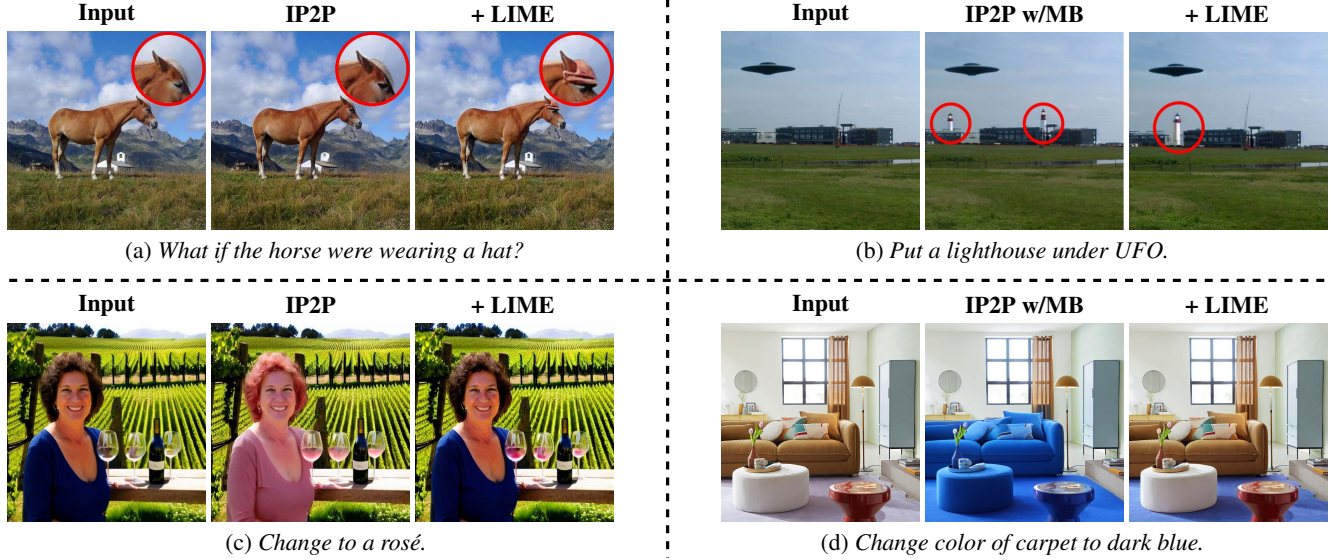 Input IP2P + LIME
Input IP2P w/MB + LIME
(a) What if the horse were wearing a hat?
(b) Put a lighthouse under UFO.
Input IP2P + LIME
Input IP2P w/MB + LIME
(c) Change to a rosé.
(d) Change color of carpet to dark blue.